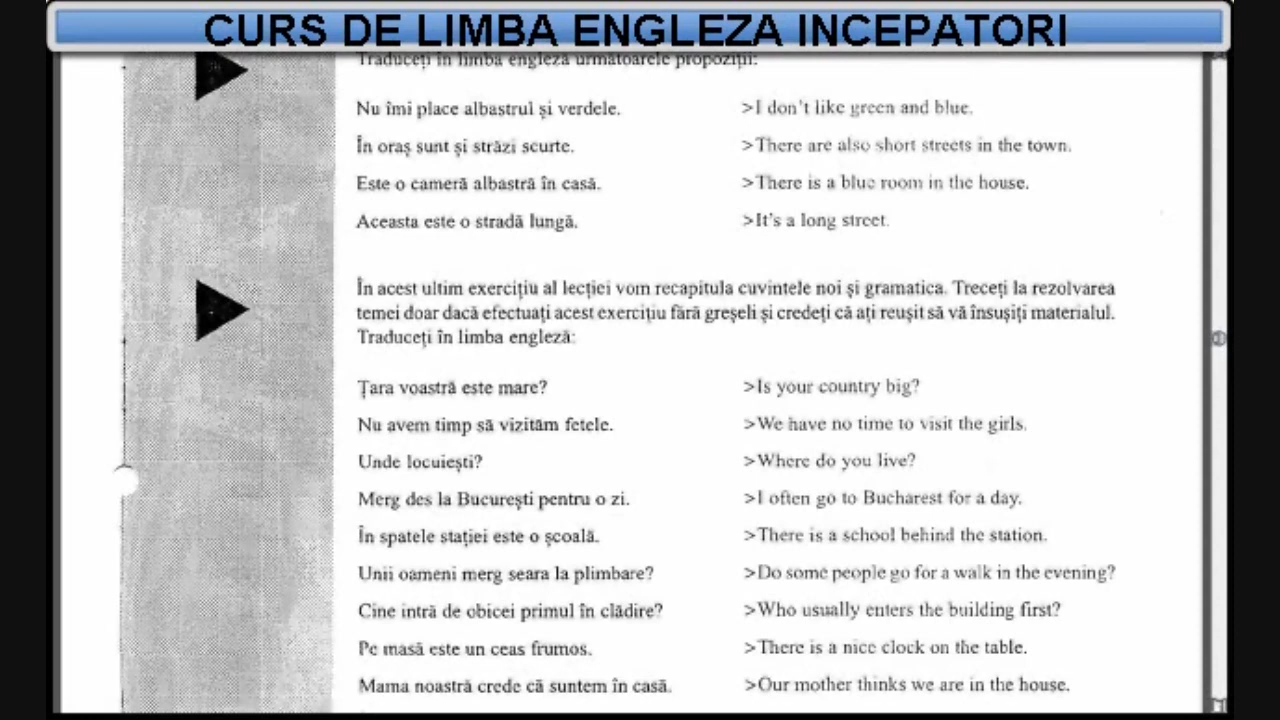 CURS DE LIMBA ENGLEZA INCEPATORI
Traduceți în limba engleză următoarele propoziții:
Nu îmi place albastrul și verdele. >I don't like green and blue.
În oraș sunt și străzi scurte. >There are also short streets in the town.
Este o cameră albastră în casă. >There is a blue room in the house.
Aceasta este o stradă lungă. >It's a long street.
În acest ultim exercițiu al lecției vom recapitula cuvintele noi și gramatica. Treceți la rezolvarea
temei doar dacă efectuați acest exercițiu fără greșeli și credeți că ați reușit să vă însușiți materialul.
Traduceți în limba engleză:
Țara voastră este mare? >Is your country big?
Nu avem timp să vizităm fetele. >We have no time to visit the girls.
Unde locuiești? >Where do you live?
Merg des la București pentru o zi. >I often go to Bucharest for a day.
În spatele stației este o școală. >There is a school behind the station.
Unii oameni merg seara la plimbare? >Do some people go for a walk in the evening?
Cine intră de obicei primul în clădire? >Who usually enters the building first?
Pe masă este un ceas frumos. >There is a nice clock on the table.
Mama noastră crede că suntem în casă. >Our mother thinks we are in the house.